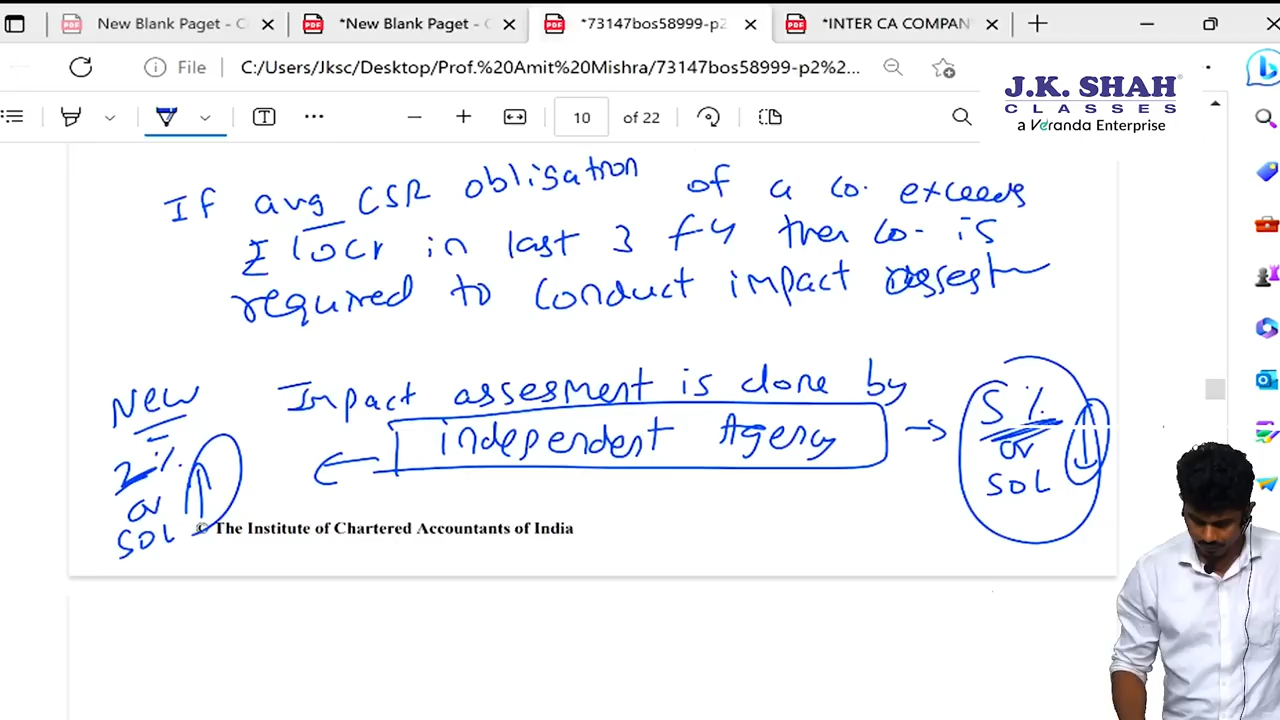 New Blank Paget - C
*New Blank Paget - C
*73147bos58999-p2
*INTER CA COMPAN
File
C:/Users/Jksc/Desktop/Prof.%20Amit%20Mishra/73147bos58999-p2%2...
10 of 22
J.K. SHAH
CLASSES
a Veranda Enterprise
If avg CSR obligation of a co. exceeds
₹ 10cr in last 3 fy then co. is
required to conduct impact
Impact assesment is done by
independent Agency
5%
or
50L
New
2%
or
50L
© The Institute of Chartered Accountants of India